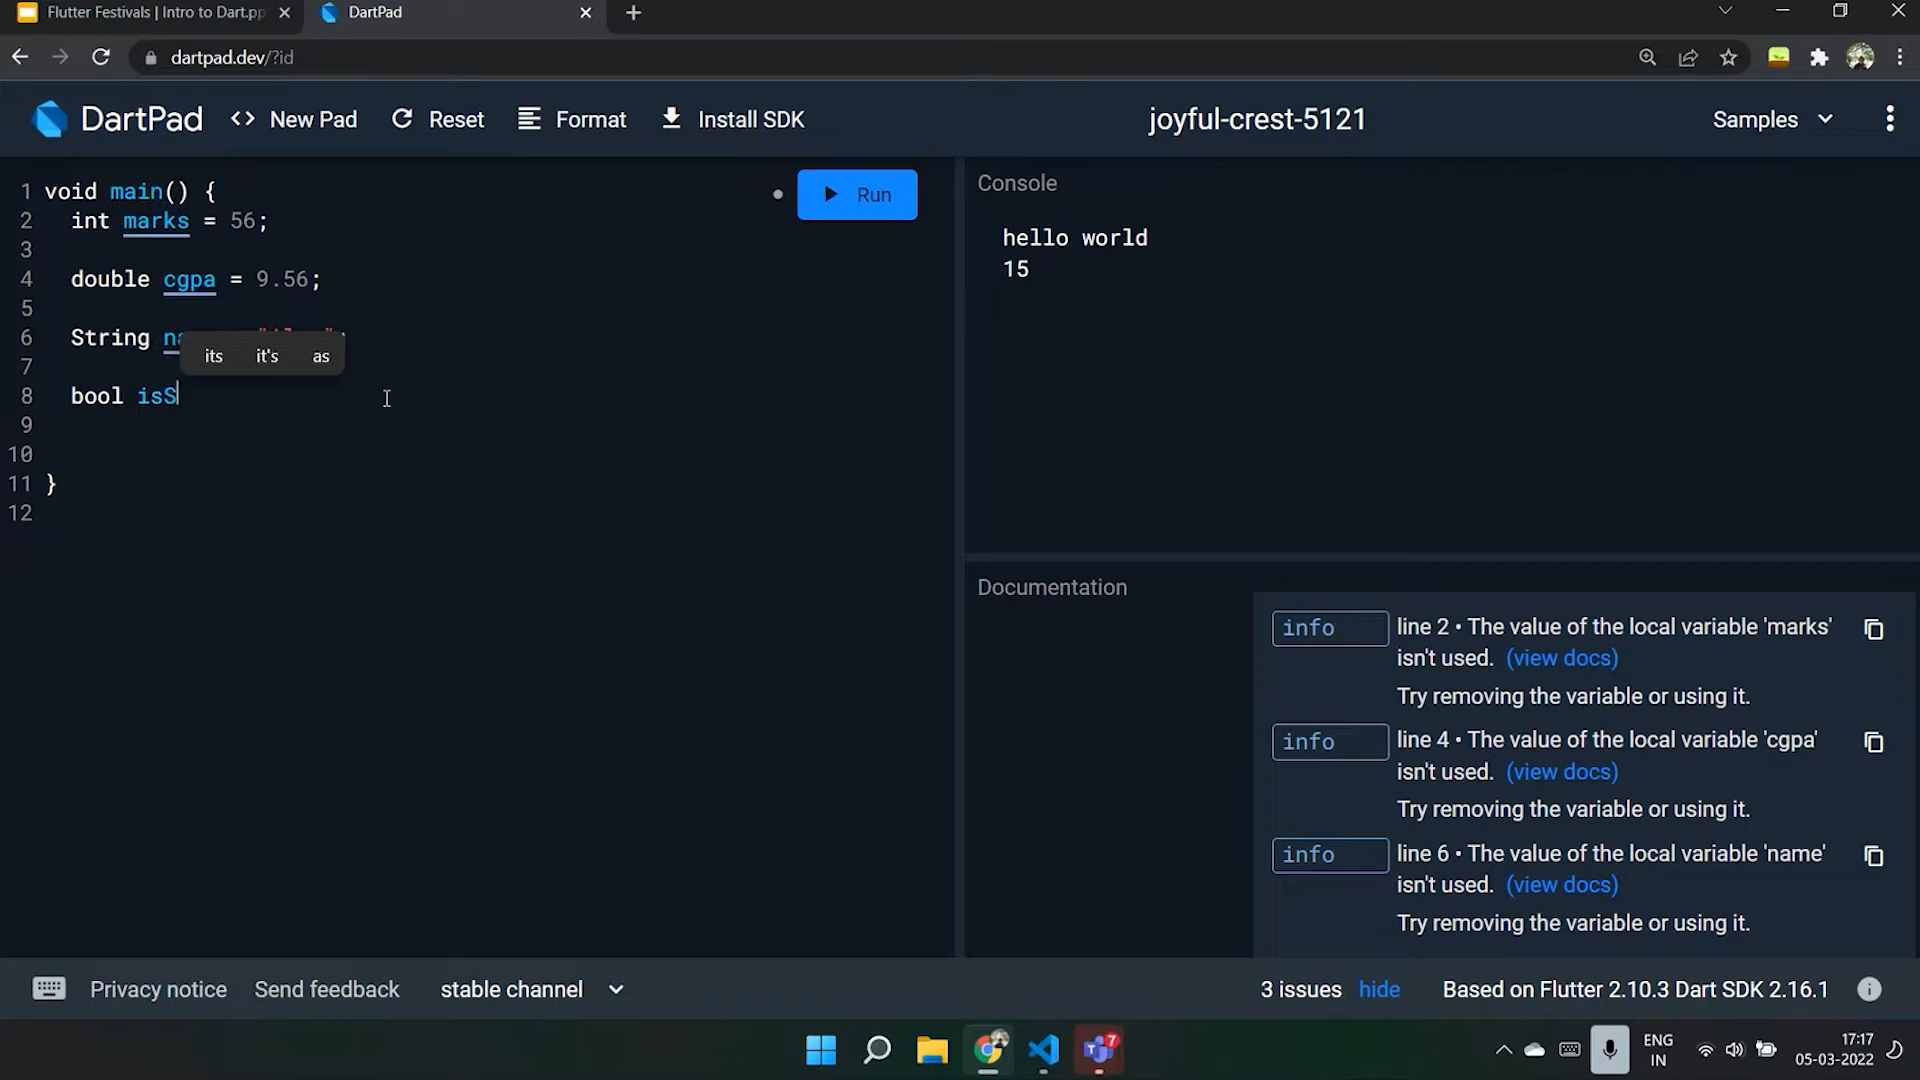 Flutter Festivals | Intro to Dart.pp
DartPad
dartpad.dev/?id
DartPad
<> New Pad
Reset
Format
Install SDK
joyful-crest-5121
Samples
1 void main() {
2 int marks = 56;
3
4 double cgpa = 9.56;
5
6 String
7
8 bool isS
9
10
11 }
12
its it's as
Run
Console
hello world
15
Documentation
info line 2 • The value of the local variable 'marks'
isn't used. (view docs)
Try removing the variable or using it.
info line 4 • The value of the local variable 'cgpa'
isn't used. (view docs)
Try removing the variable or using it.
info line 6 • The value of the local variable 'name'
isn't used. (view docs)
Try removing the variable or using it.
Privacy notice
Send feedback
stable channel
3 issues hide
Based on Flutter 2.10.3 Dart SDK 2.16.1
7
ENG
IN
17:17
05-03-2022